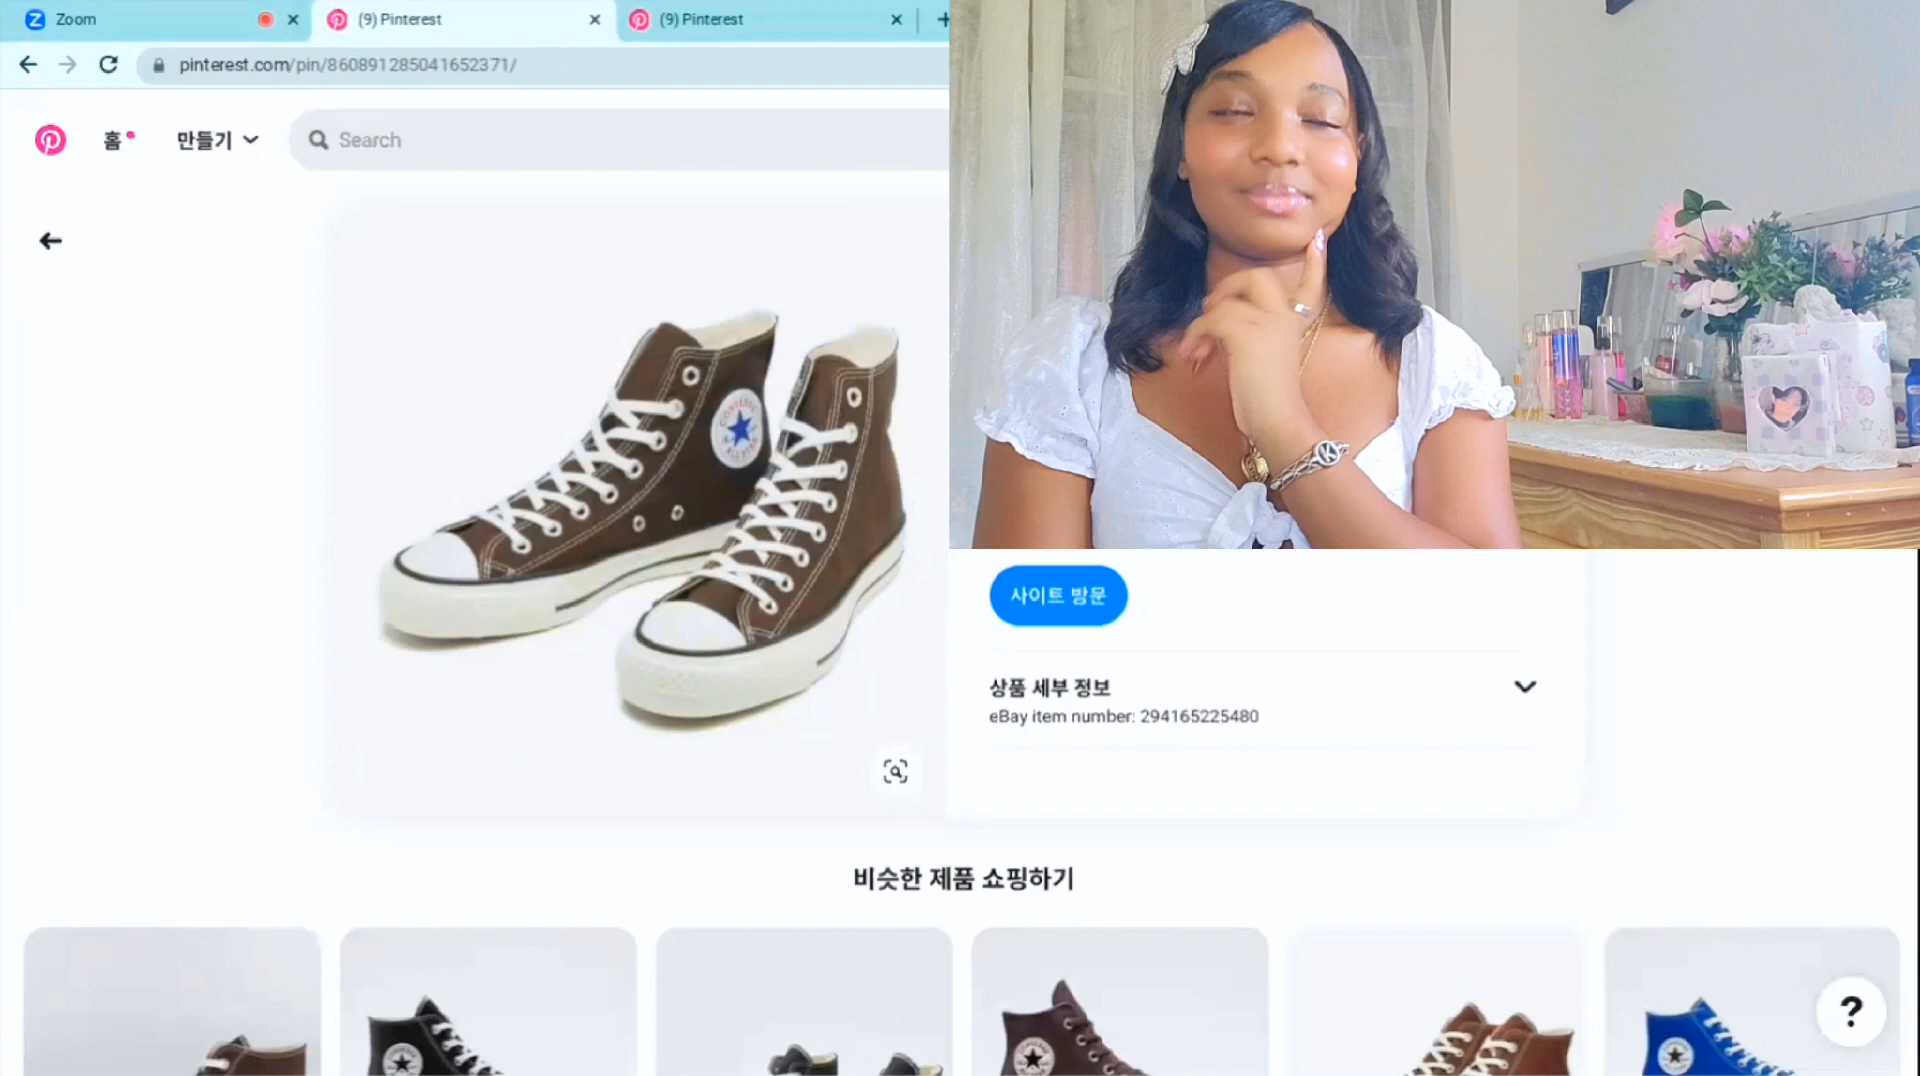 Zoom
(9) Pinterest
(9) Pinterest
pinterest.com/pin/860891285041652371/
홈
만들기
Search
CONVERSE
사이트 방문
상품 세부 정보
eBay item number: 294165225480
비슷한 제품 쇼핑하기
?